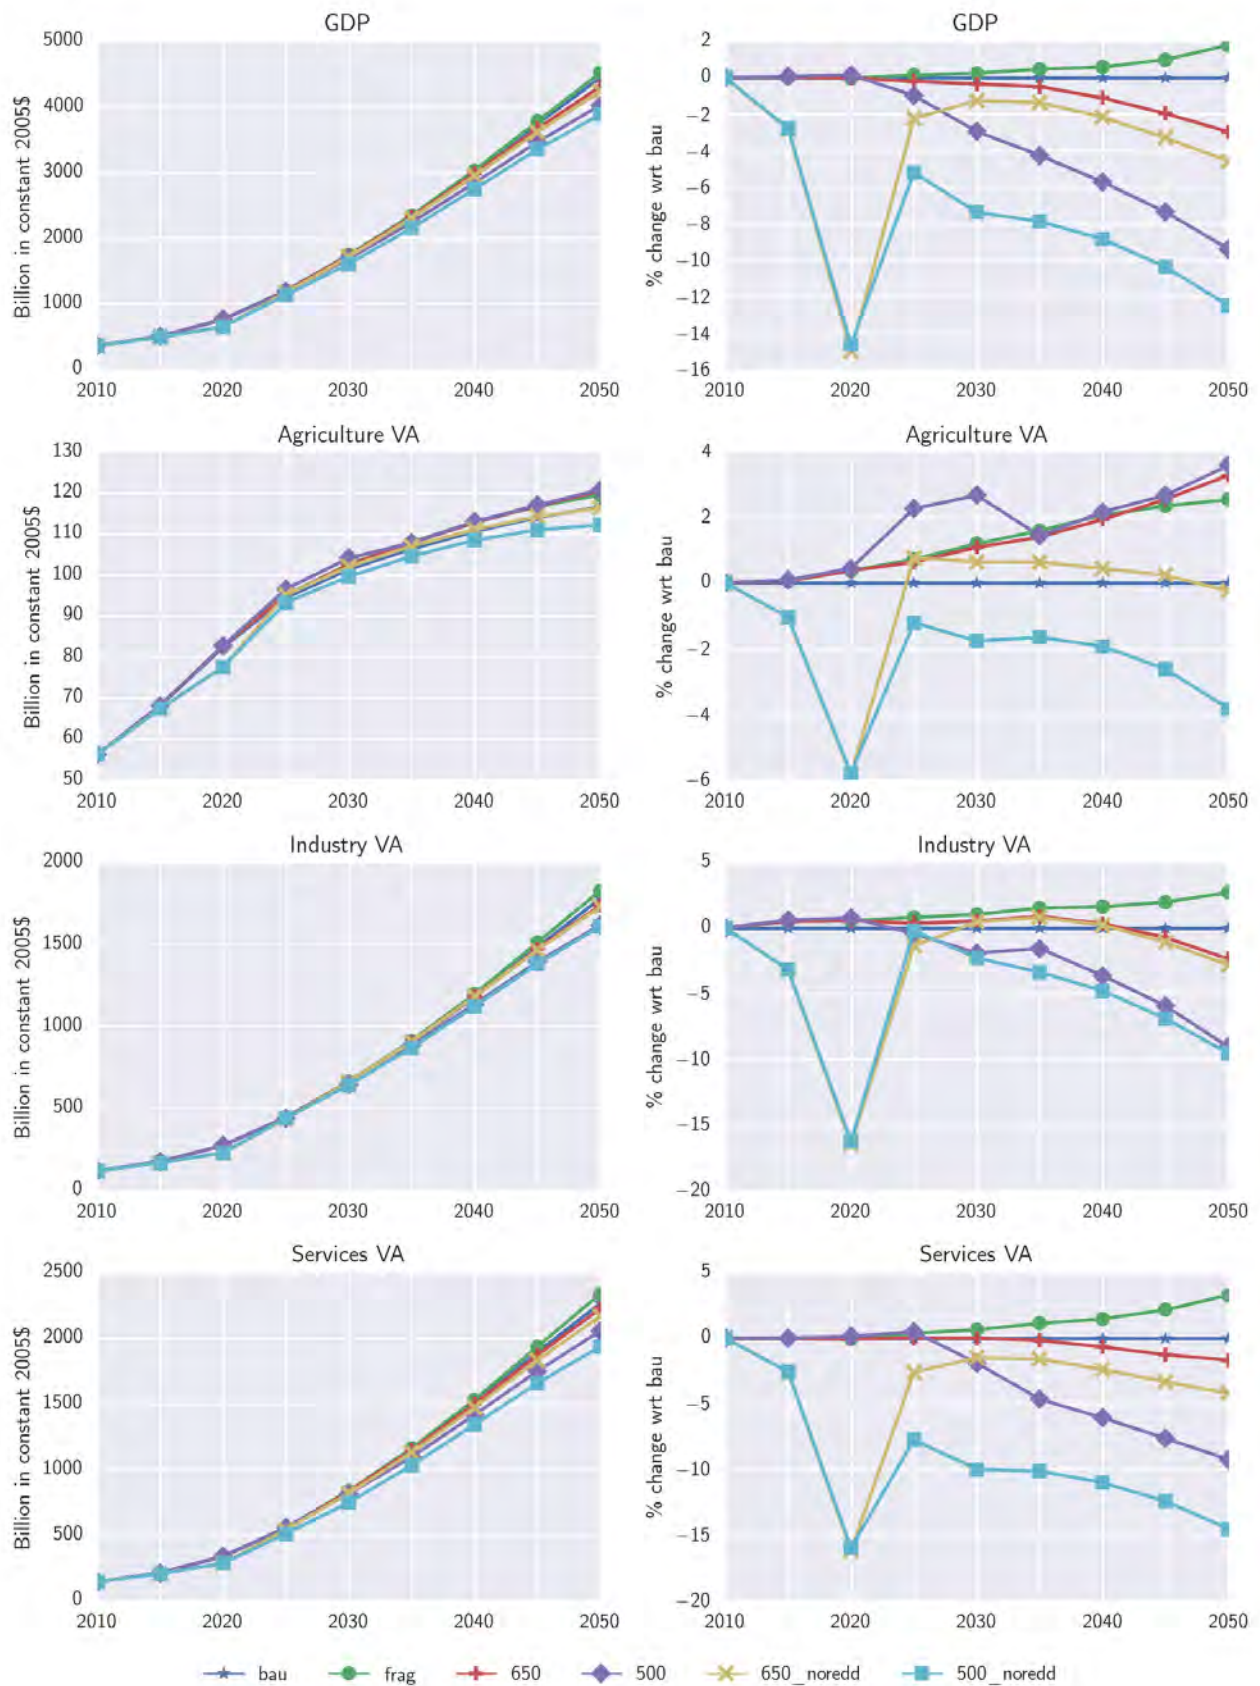 GDP
5000
4000
3000
2000
1000
0
Billion in constant 2005$
2010 2020 2030 2040 2050
GDP
2
0
−2
−4
−6
−8
−10
−12
−14
−16
% change wrt bau
2010 2020 2030 2040 2050
Agriculture VA
130
120
110
100
90
80
70
60
50
Billion in constant 2005$
2010 2020 2030 2040 2050
Agriculture VA
4
2
0
−2
−4
−6
% change wrt bau
2010 2020 2030 2040 2050
Industry VA
2000
1500
1000
500
0
Billion in constant 2005$
2010 2020 2030 2040 2050
Industry VA
5
0
−5
−10
−15
−20
% change wrt bau
2010 2020 2030 2040 2050
Services VA
2500
2000
1500
1000
500
0
Billion in constant 2005$
2010 2020 2030 2040 2050
Services VA
5
0
−5
−10
−15
−20
% change wrt bau
2010 2020 2030 2040 2050
bau frag 650 500 650_noredd 500_noredd